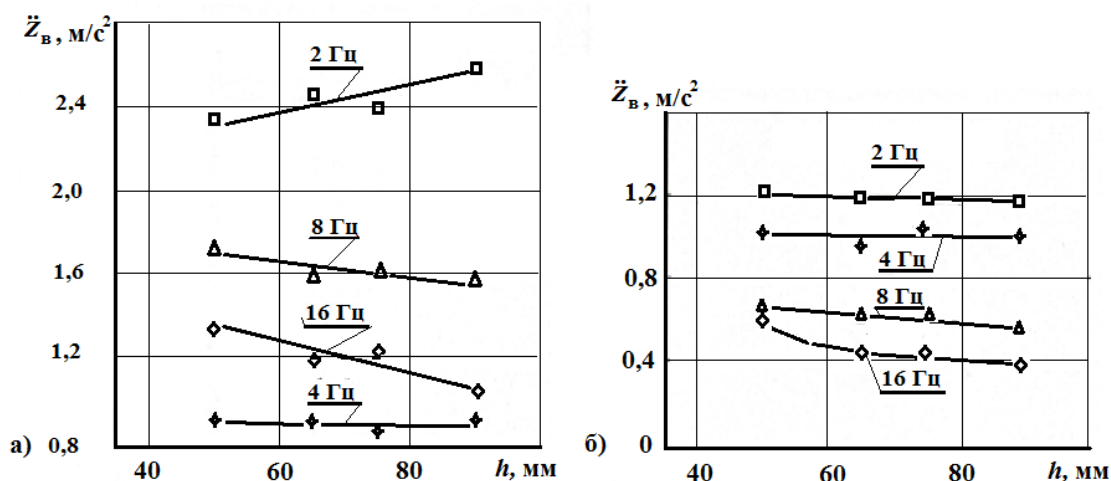 Z̈в, м/с²
2 Гц
2,4
2,0
8 Гц
1,6
16 Гц
1,2
4 Гц
0,8
а)
40 60 80 h, мм
Z̈в, м/с²
2 Гц
1,2
4 Гц
0,8
8 Гц
0,4
16 Гц
0
б)
40 60 80 h, мм